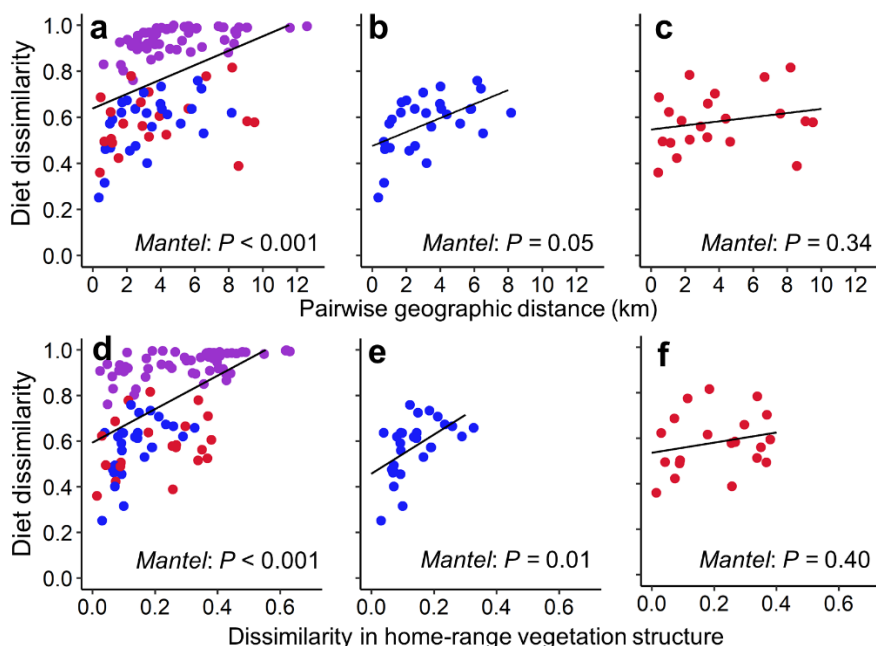 a
b
c
Diet dissimilarity
1.0
0.8
0.6
0.4
0.2
0.0
Mantel: P < 0.001
Mantel: P = 0.05
Mantel: P = 0.34
0 2 4 6 8 10 12
0 2 4 6 8 10 12
0 2 4 6 8 10 12
Pairwise geographic distance (km)
d
e
f
Diet dissimilarity
1.0
0.8
0.6
0.4
0.2
0.0
Mantel: P < 0.001
Mantel: P = 0.01
Mantel: P = 0.40
0.0 0.2 0.4 0.6
0.0 0.2 0.4 0.6
0.0 0.2 0.4 0.6
Dissimilarity in home-range vegetation structure